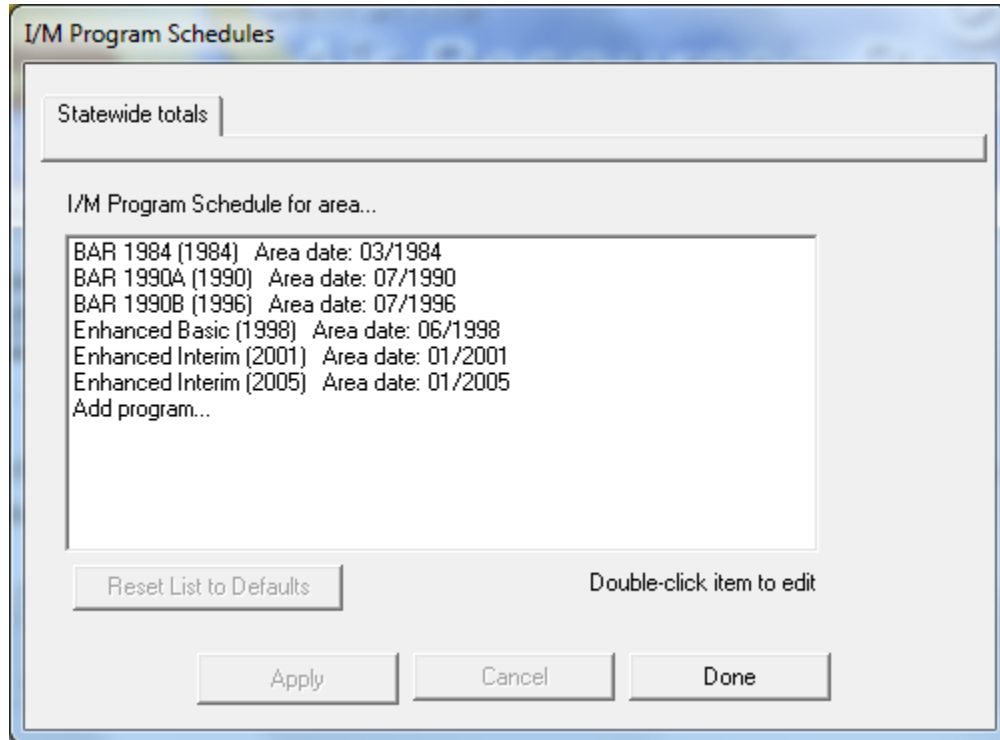 I/M Program Schedules
Statewide totals
I/M Program Schedule for area...
BAR 1984 (1984)   Area date: 03/1984
BAR 1990A (1990)   Area date: 07/1990
BAR 1990B (1996)   Area date: 07/1996
Enhanced Basic (1998)   Area date: 06/1998
Enhanced Interim (2001)   Area date: 01/2001
Enhanced Interim (2005)   Area date: 01/2005
Add program...
Reset List to Defaults
Double-click item to edit
Apply
Cancel
Done